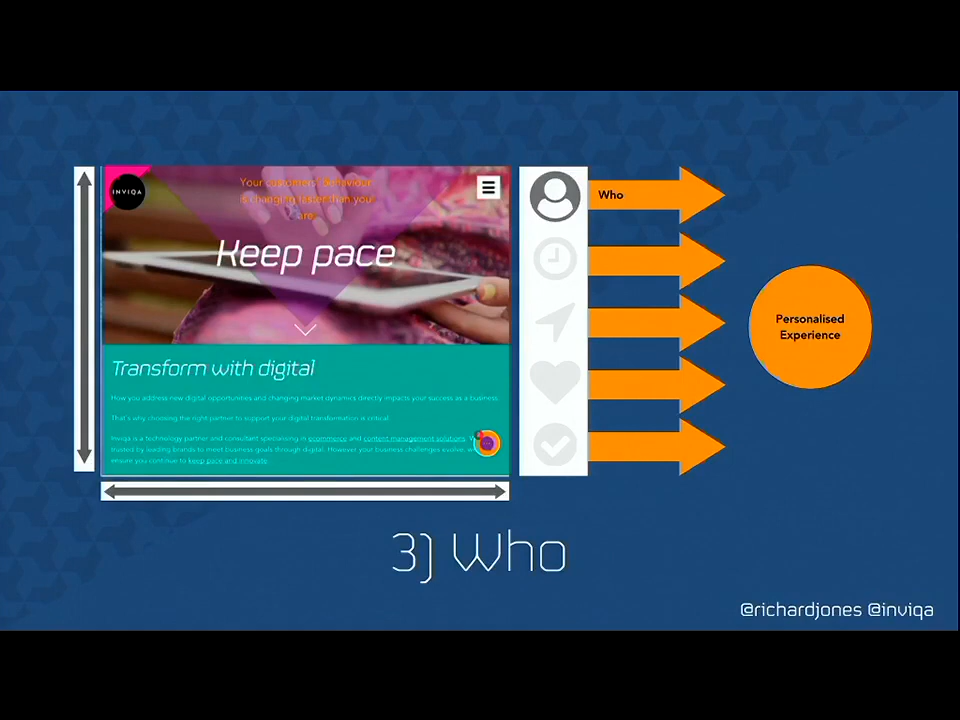 INVIQA
Your customers' behaviour
is changing faster than you
are.
Keep pace
Transform with digital
How you address new digital opportunities and changing market dynamics directly impacts your success as a business.
That's why choosing the right partner to support your digital transformation is critical.
Inviqa is a technology partner and consultant specialising in ecommerce and content management solutions.
trusted by leading brands to meet business goals through digital. However your business challenges evolve,
ensure you continue to keep pace and innovate.
Who
Personalised
Experience
3) Who
@richardjones @inviqa